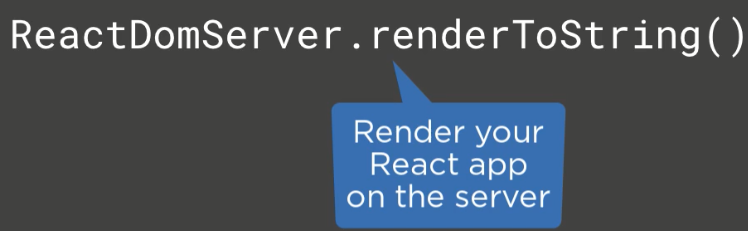 ReactDomServer.renderToString()
Render your
React app
on the server